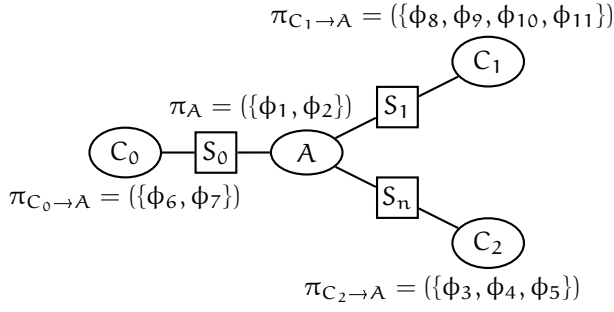 π_{C₁→A} = ({ϕ₈, ϕ₉, ϕ₁₀, ϕ₁₁})
C₁
S₁
π_A = ({ϕ₁, ϕ₂})
C₀ S₀ A
π_{C₀→A} = ({ϕ₆, ϕ₇})
Sₙ
C₂
π_{C₂→A} = ({ϕ₃, ϕ₄, ϕ₅})